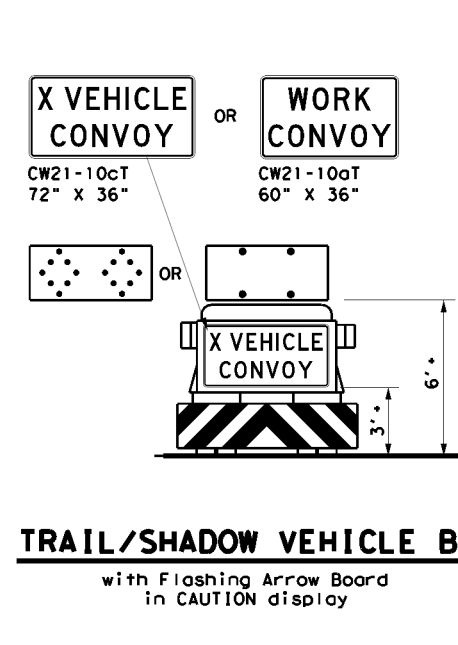 X VEHICLE
CONVOY
OR
WORK
CONVOY
CW21-10cT
72" X 36"
CW21-10aT
60" X 36"
OR
X VEHICLE
CONVOY
6' +
3' +
TRAIL/SHADOW VEHICLE B
with Flashing Arrow Board
in CAUTION display